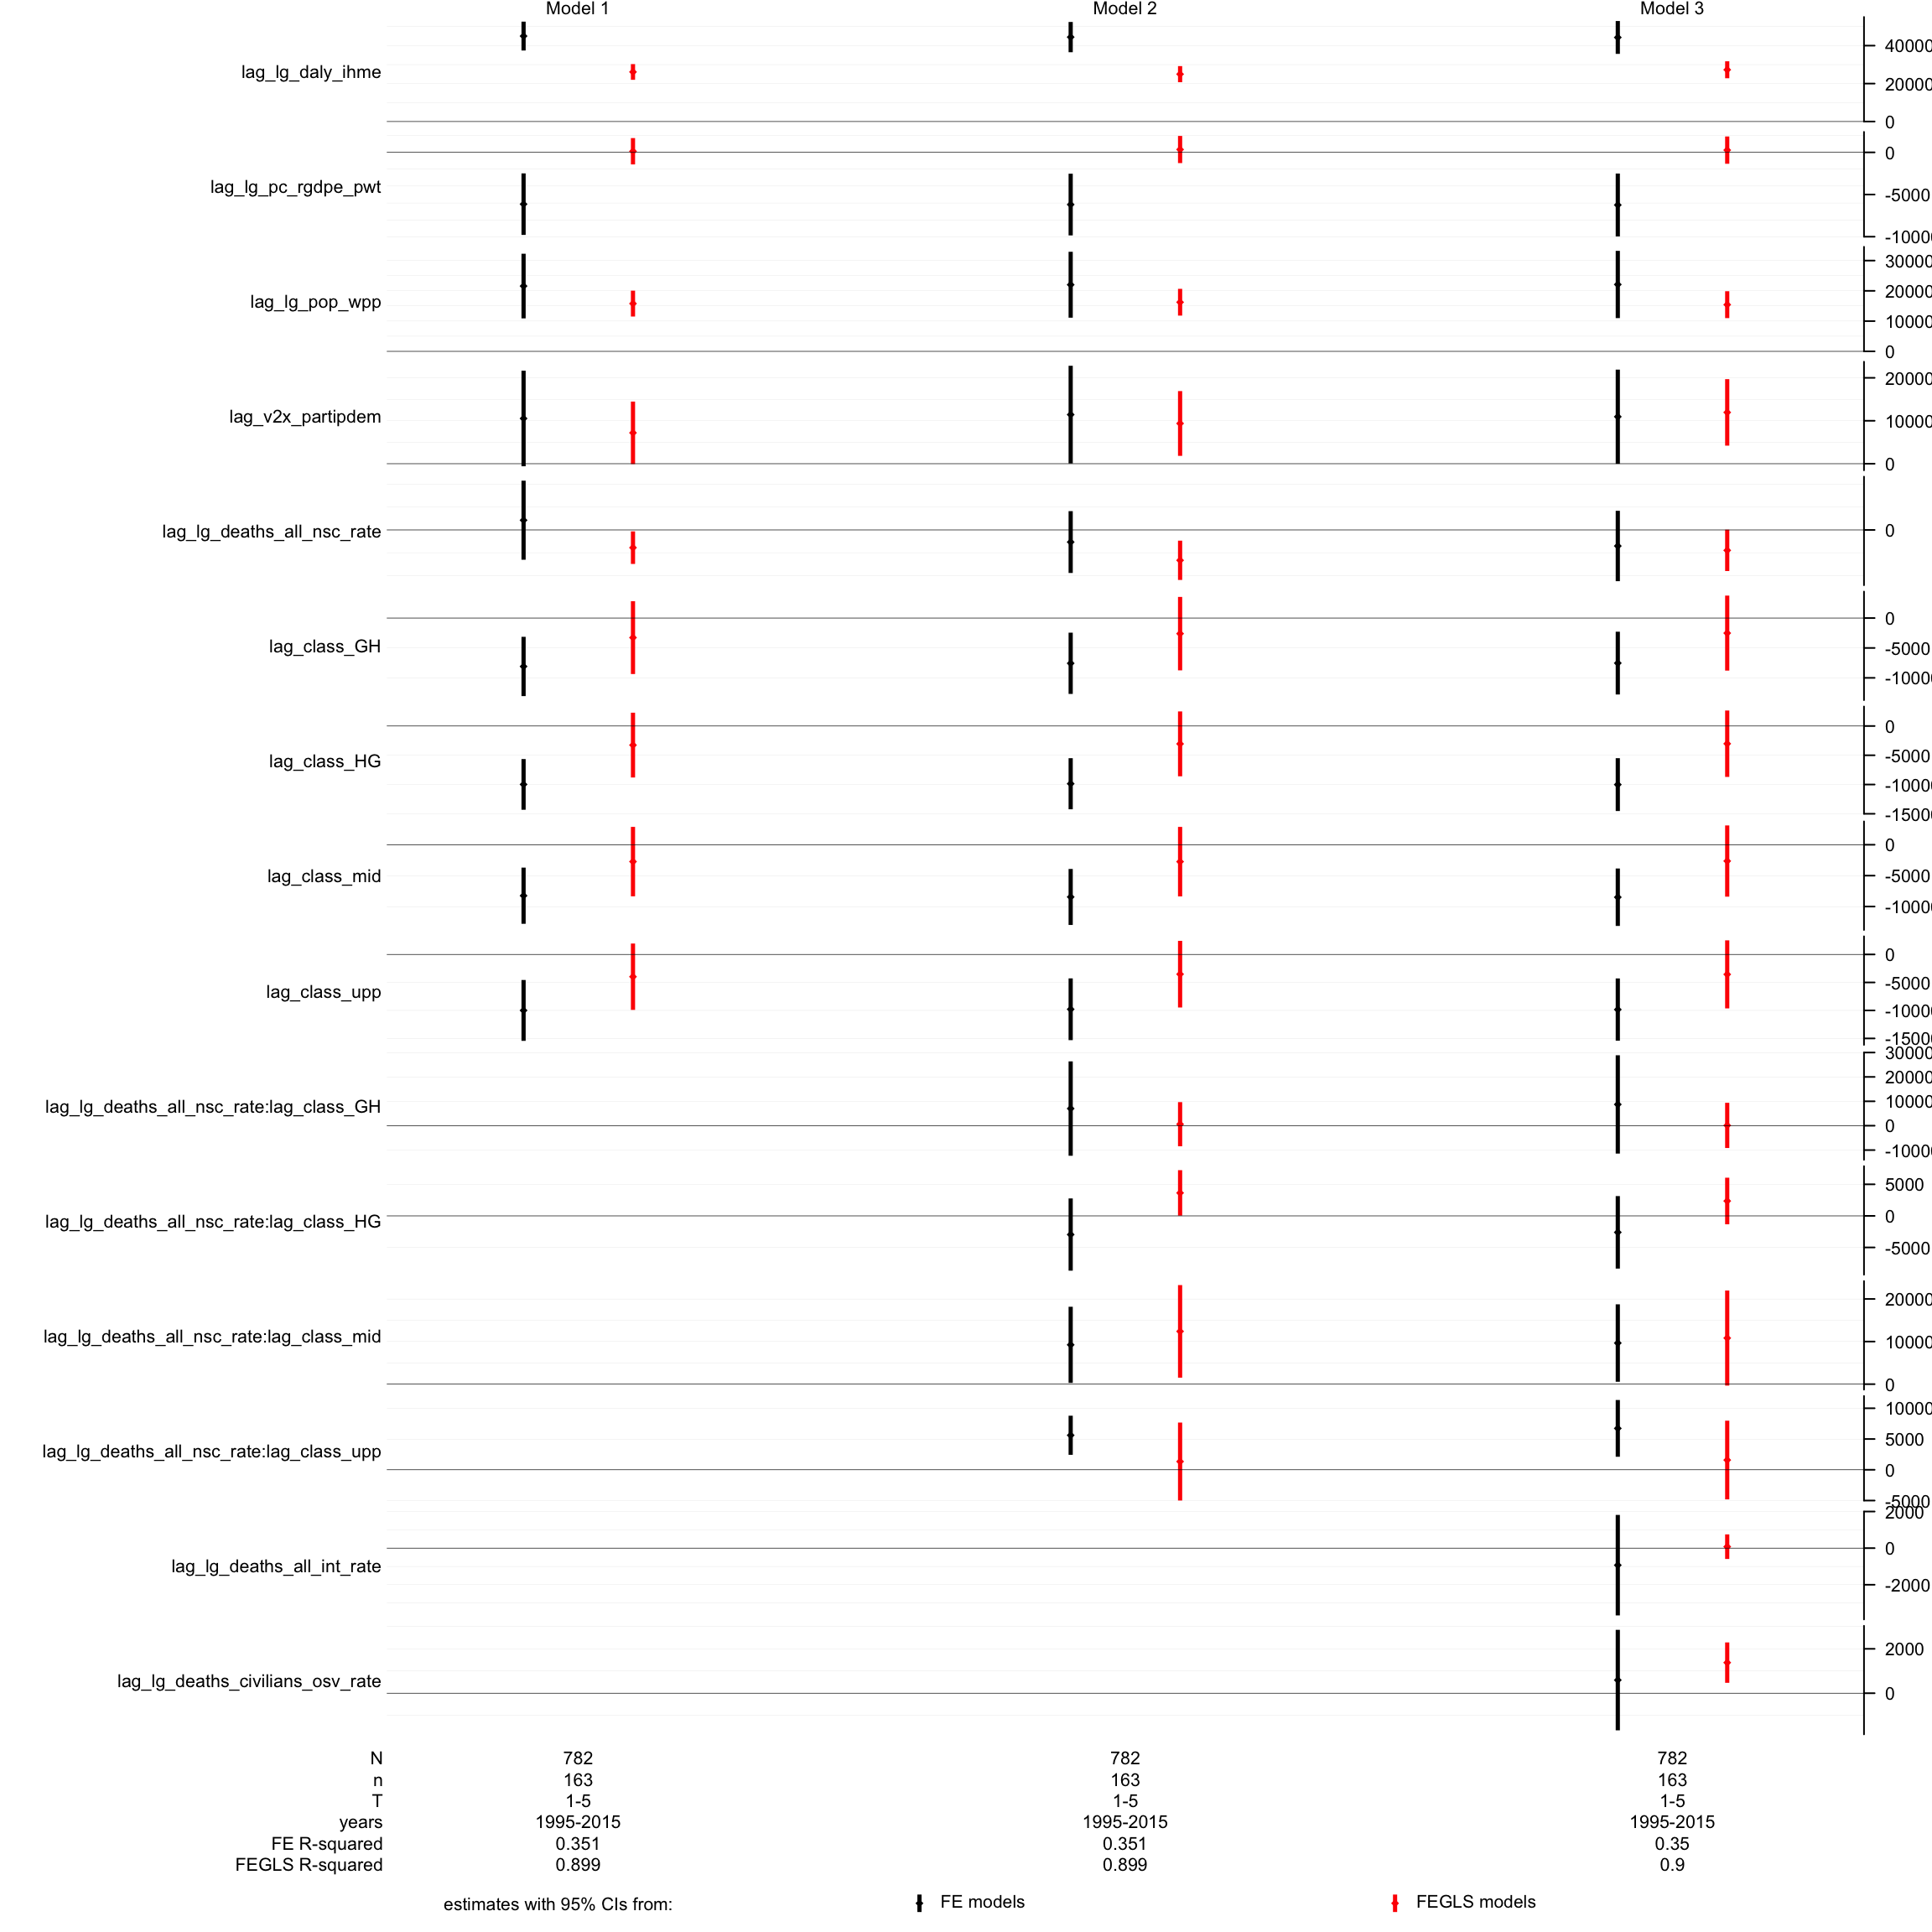 Model 1 Model 2 Model 3
40000
lag_lg_daly_ihme
20000
0
0
lag_lg_pc_rgdpe_pwt
-5000
-10000
30000
lag_lg_pop_wpp
20000
10000
0
20000
lag_v2x_partipdem
10000
0
lag_lg_deaths_all_nsc_rate
0
0
lag_class_GH
-5000
-10000
0
lag_class_HG
-5000
-10000
-15000
0
lag_class_mid
-5000
-10000
0
lag_class_upp
-5000
-10000
-15000
30000
20000
lag_lg_deaths_all_nsc_rate:lag_class_GH
10000
0
-10000
5000
lag_lg_deaths_all_nsc_rate:lag_class_HG
0
-5000
20000
lag_lg_deaths_all_nsc_rate:lag_class_mid
10000
0
10000
lag_lg_deaths_all_nsc_rate:lag_class_upp
5000
0
-5000
2000
lag_lg_deaths_all_int_rate
0
-2000
2000
lag_lg_deaths_civilians_osv_rate
0
N 782 782 782
n 163 163 163
T 1-5 1-5 1-5
years 1995-2015 1995-2015 1995-2015
FE R-squared 0.351 0.351 0.35
FEGLS R-squared 0.899 0.899 0.9
estimates with 95% CIs from: FE models FEGLS models